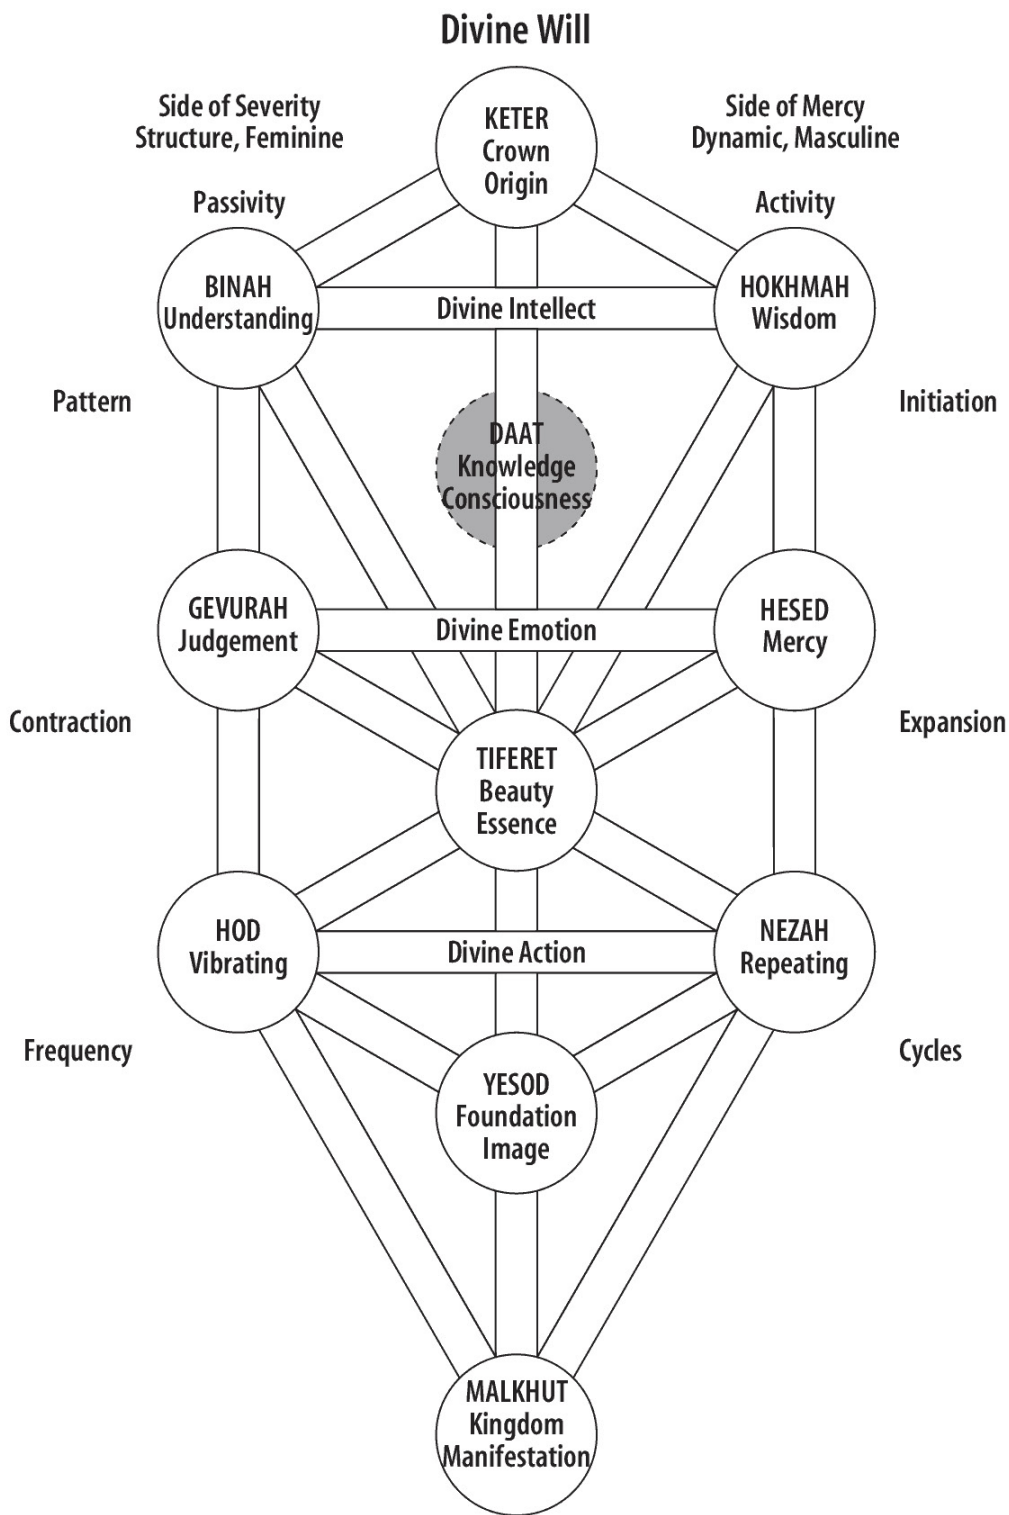 Divine Will
Side of Severity
Structure, Feminine
KETER
Crown
Origin
Side of Mercy
Dynamic, Masculine
Passivity
Activity
BINAH
Understanding
Divine Intellect
HOKHMAH
Wisdom
Pattern
Initiation
DAAT
Knowledge
Consciousness
GEVURAH
Judgement
Divine Emotion
HESED
Mercy
Contraction
Expansion
TIFERET
Beauty
Essence
HOD
Vibrating
Divine Action
NEZAH
Repeating
Frequency
Cycles
YESOD
Foundation
Image
MALKHUT
Kingdom
Manifestation